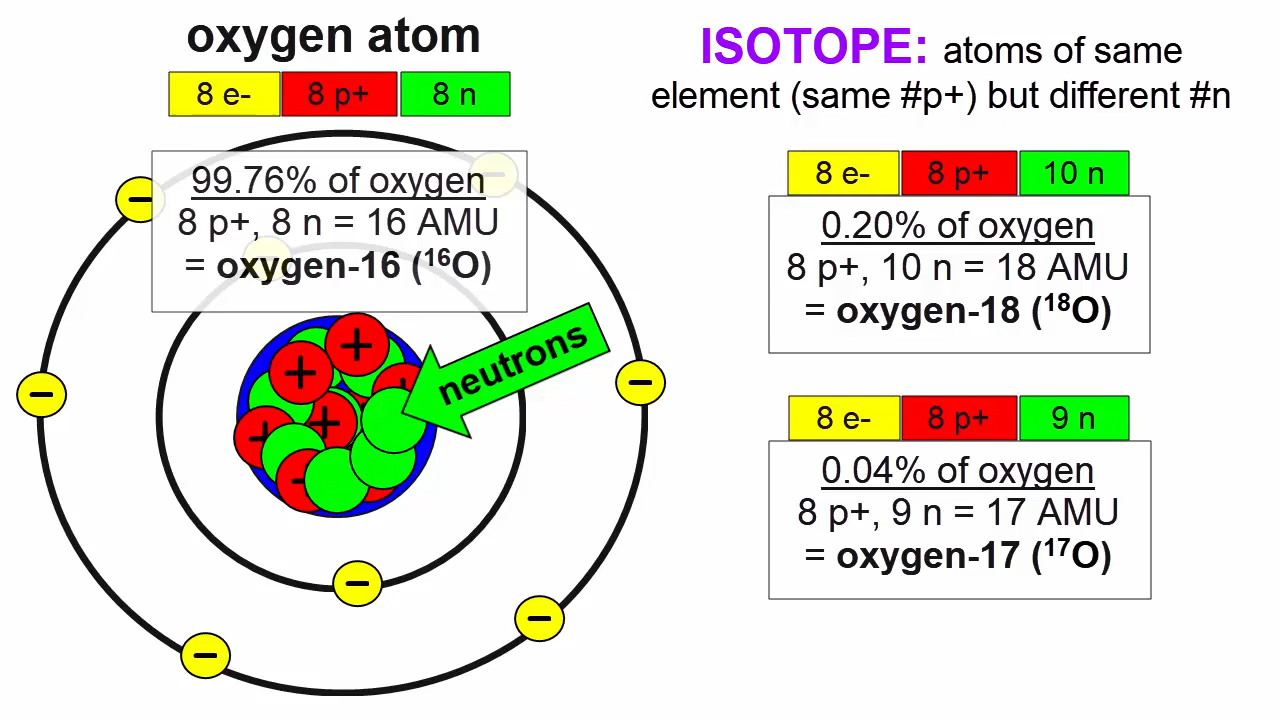 oxygen atom
8 e- 8 p+ 8 n
99.76% of oxygen
8 p+, 8 n = 16 AMU
= oxygen-16 (¹⁶O)
neutrons
+
+
+
+
+
−
−
−
−
−
−
−
−
ISOTOPE: atoms of same
element (same #p+) but different #n
8 e- 8 p+ 10 n
0.20% of oxygen
8 p+, 10 n = 18 AMU
= oxygen-18 (¹⁸O)
8 e- 8 p+ 9 n
0.04% of oxygen
8 p+, 9 n = 17 AMU
= oxygen-17 (¹⁷O)